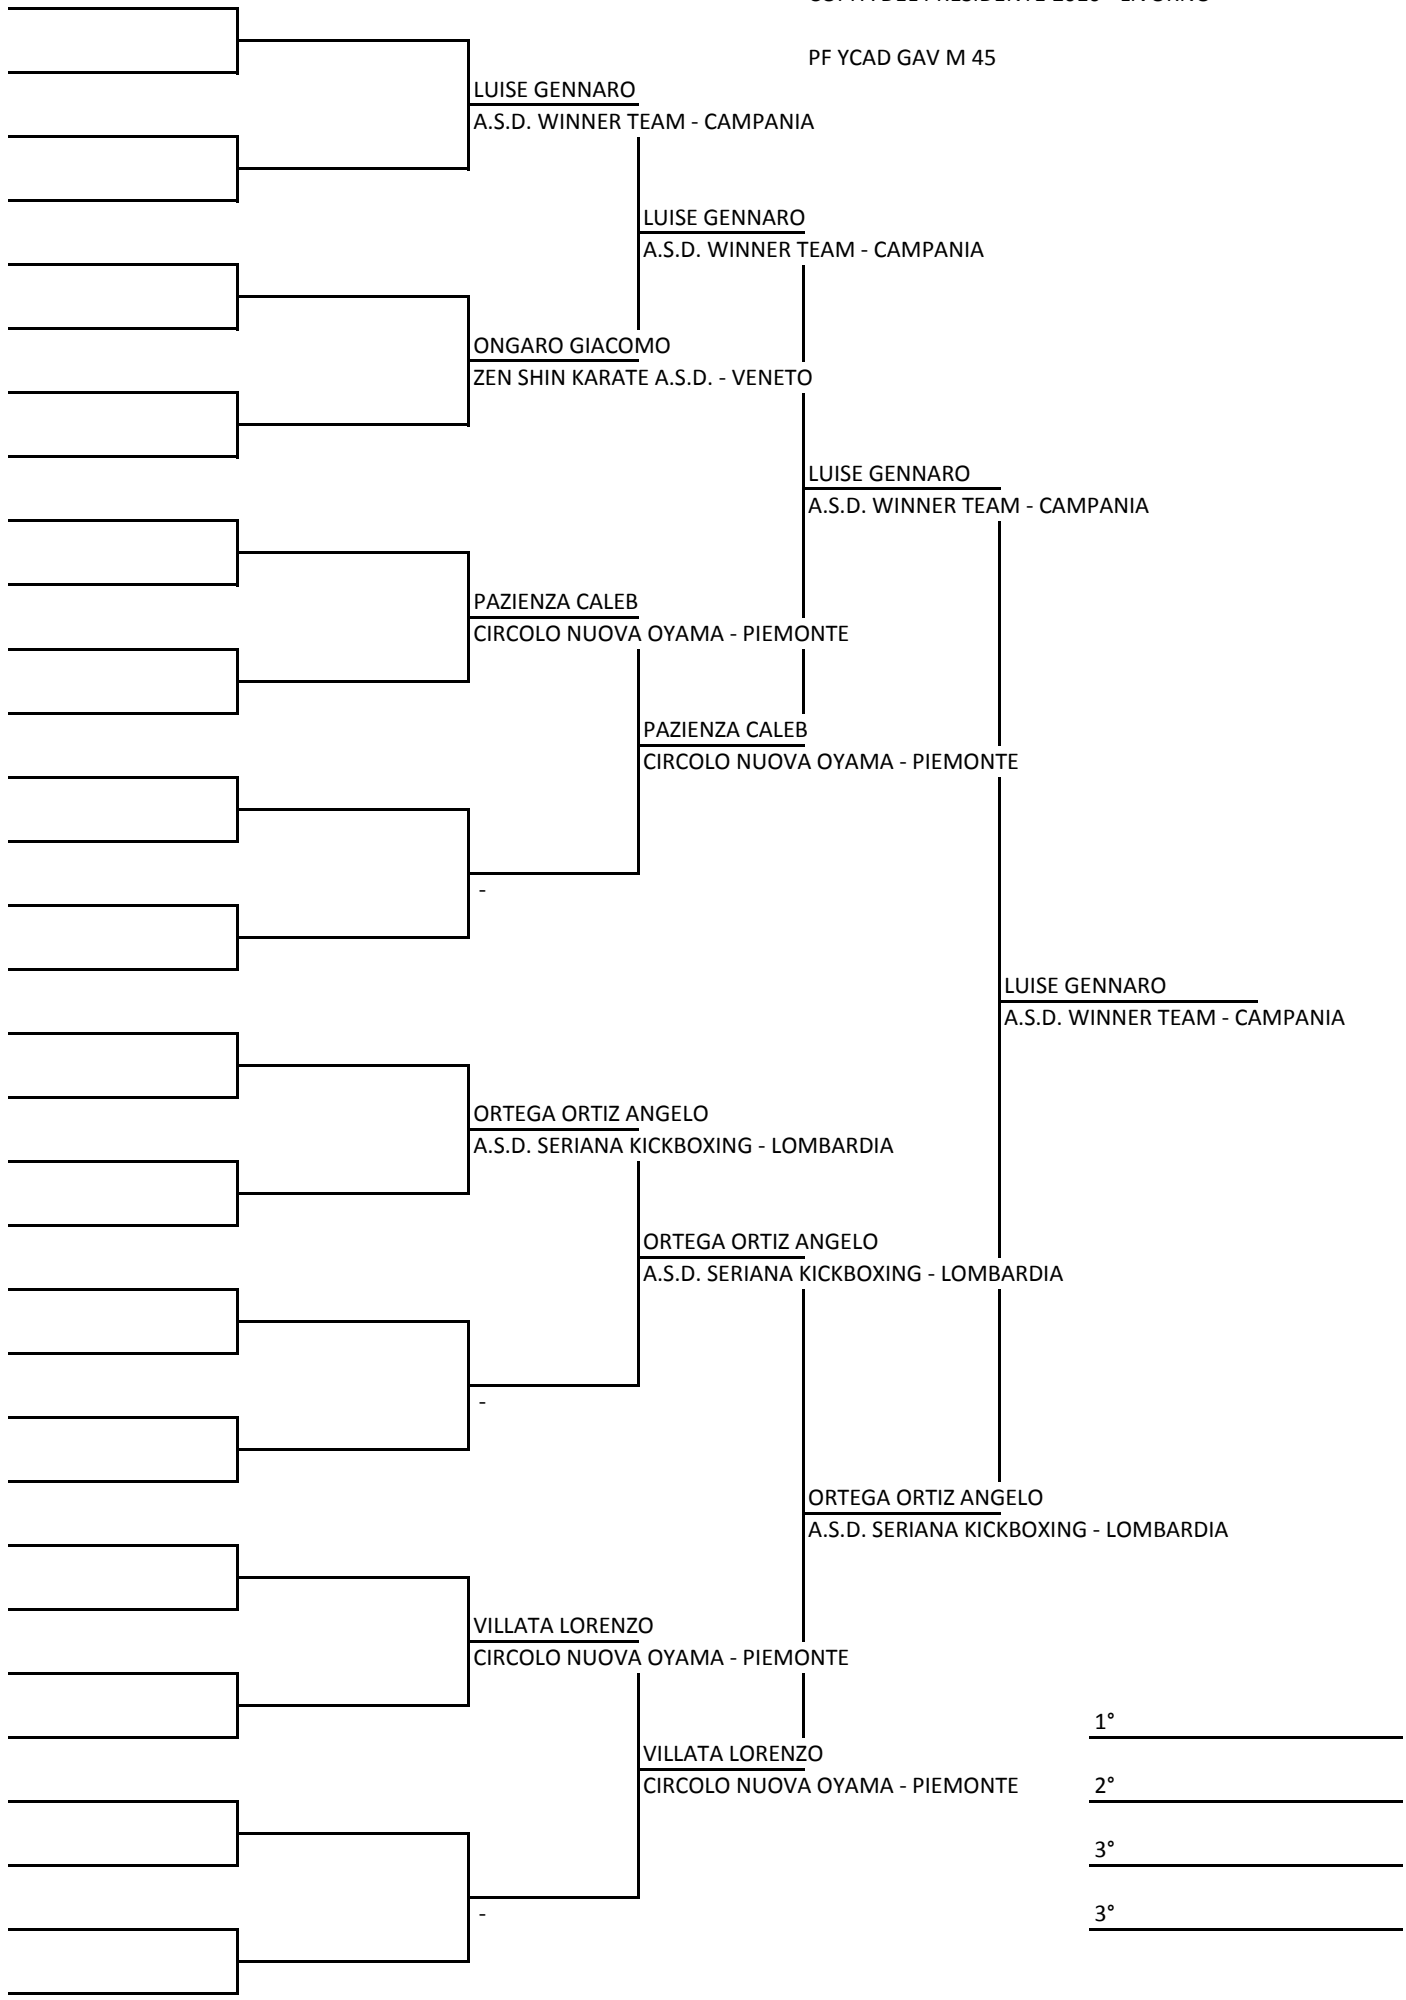 PF YCAD GAV M 45
LUISE GENNARO
A.S.D. WINNER TEAM - CAMPANIA
LUISE GENNARO
A.S.D. WINNER TEAM - CAMPANIA
ONGARO GIACOMO
ZEN SHIN KARATE A.S.D. - VENETO
LUISE GENNARO
A.S.D. WINNER TEAM - CAMPANIA
PAZIENZA CALEB
CIRCOLO NUOVA OYAMA - PIEMONTE
PAZIENZA CALEB
CIRCOLO NUOVA OYAMA - PIEMONTE
-
LUISE GENNARO
A.S.D. WINNER TEAM - CAMPANIA
ORTEGA ORTIZ ANGELO
A.S.D. SERIANA KICKBOXING - LOMBARDIA
ORTEGA ORTIZ ANGELO
A.S.D. SERIANA KICKBOXING - LOMBARDIA
-
ORTEGA ORTIZ ANGELO
A.S.D. SERIANA KICKBOXING - LOMBARDIA
VILLATA LORENZO
CIRCOLO NUOVA OYAMA - PIEMONTE
VILLATA LORENZO
CIRCOLO NUOVA OYAMA - PIEMONTE
-
1°
2°
3°
3°